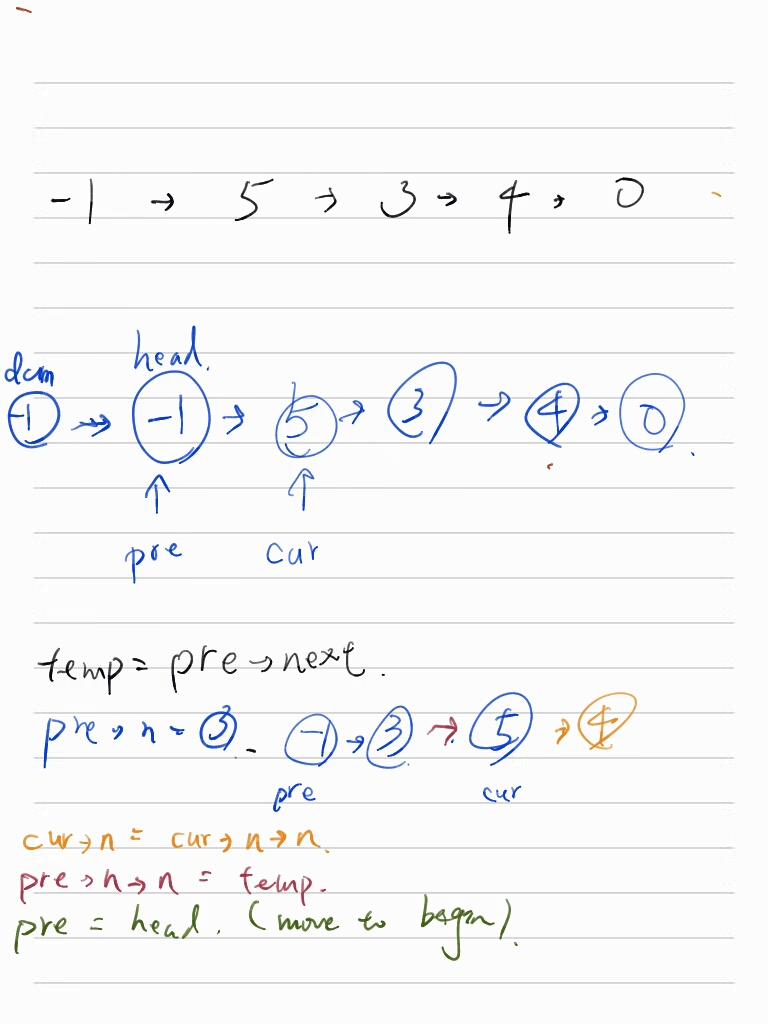 -1 → 5 → 3 → 4 → 0
dum head.
-1 → -1 → 5 → 3 → 4 → 0
pre cur
temp = pre → next.
pre → n = 3 - -1 → 3 → 5 → 4
pre cur
cur → n = cur → n → n.
pre → n → n = temp.
pre = head. (move to begin).